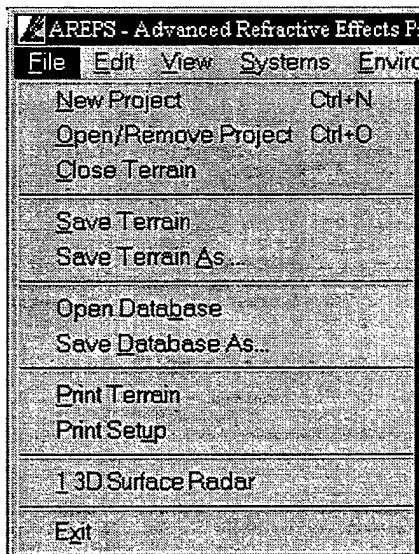 AREPS - Advanced Refractive Effects P
File Edit View Systems Enviro
New Project Ctrl+N
Open/Remove Project Ctrl+O
Close Terrain
Save Terrain
Save Terrain As...
Open Database
Save Database As...
Print Terrain
Print Setup
1 3D Surface Radar
Exit